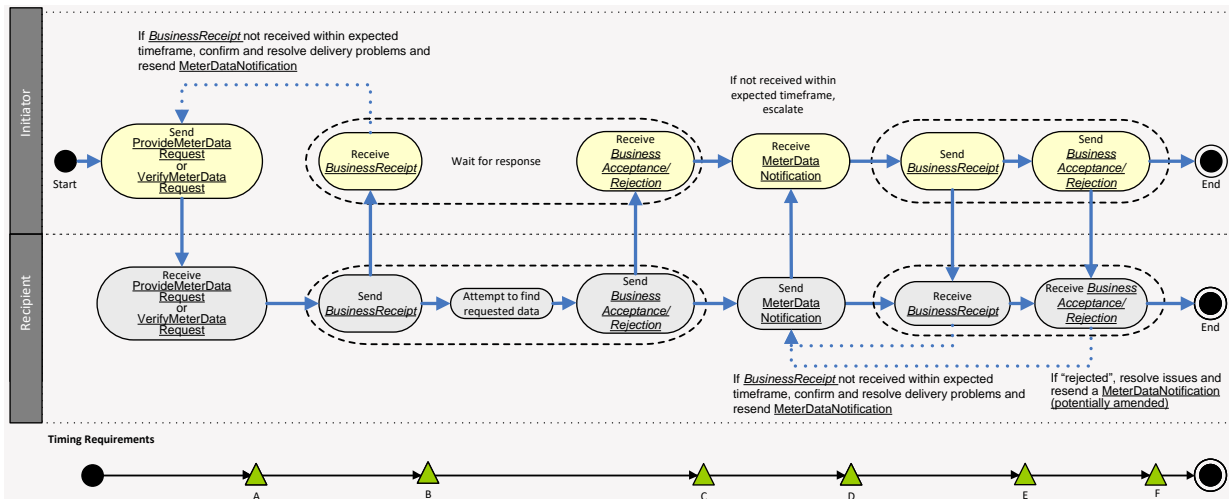 Initiator
If BusinessReceipt not received within expected
timeframe, confirm and resolve delivery problems and
resend MeterDataNotification
If not received within
expected timeframe,
escalate
Start
Send
ProvideMeterData
Request
or
VerifyMeterData
Request
Receive
BusinessReceipt
Wait for response
Receive
Business
Acceptance/
Rejection
Receive
MeterData
Notification
Send
BusinessReceipt
Send
Business
Acceptance/
Rejection
End
Recipient
Receive
ProvideMeterData
Request
or
VerifyMeterData
Request
Send
BusinessReceipt
Attempt to find
requested data
Send
Business
Acceptance/
Rejection
Send
MeterData
Notification
Receive
BusinessReceipt
Receive Business
Acceptance/
Rejection
End
If BusinessReceipt not received within expected
timeframe, confirm and resolve delivery problems and
resend MeterDataNotification
If “rejected”, resolve issues and
resend a MeterDataNotification
(potentially amended)
Timing Requirements
A
B
C
D
E
F